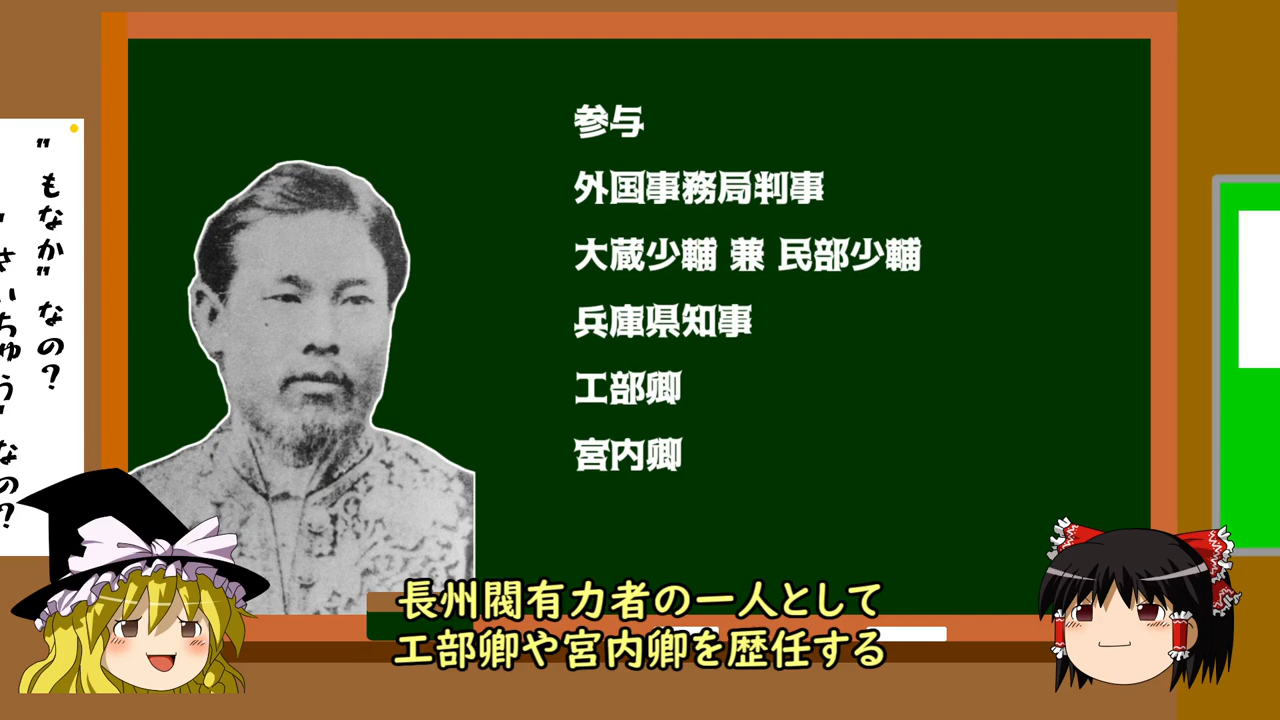 参与
外国事務局判事
大蔵少輔 兼 民部少輔
兵庫県知事
工部卿
宮内卿
"もなか"なの?
"さいちゅう"なの?
長州閥有力者の一人として
工部卿や宮内卿を歴任する